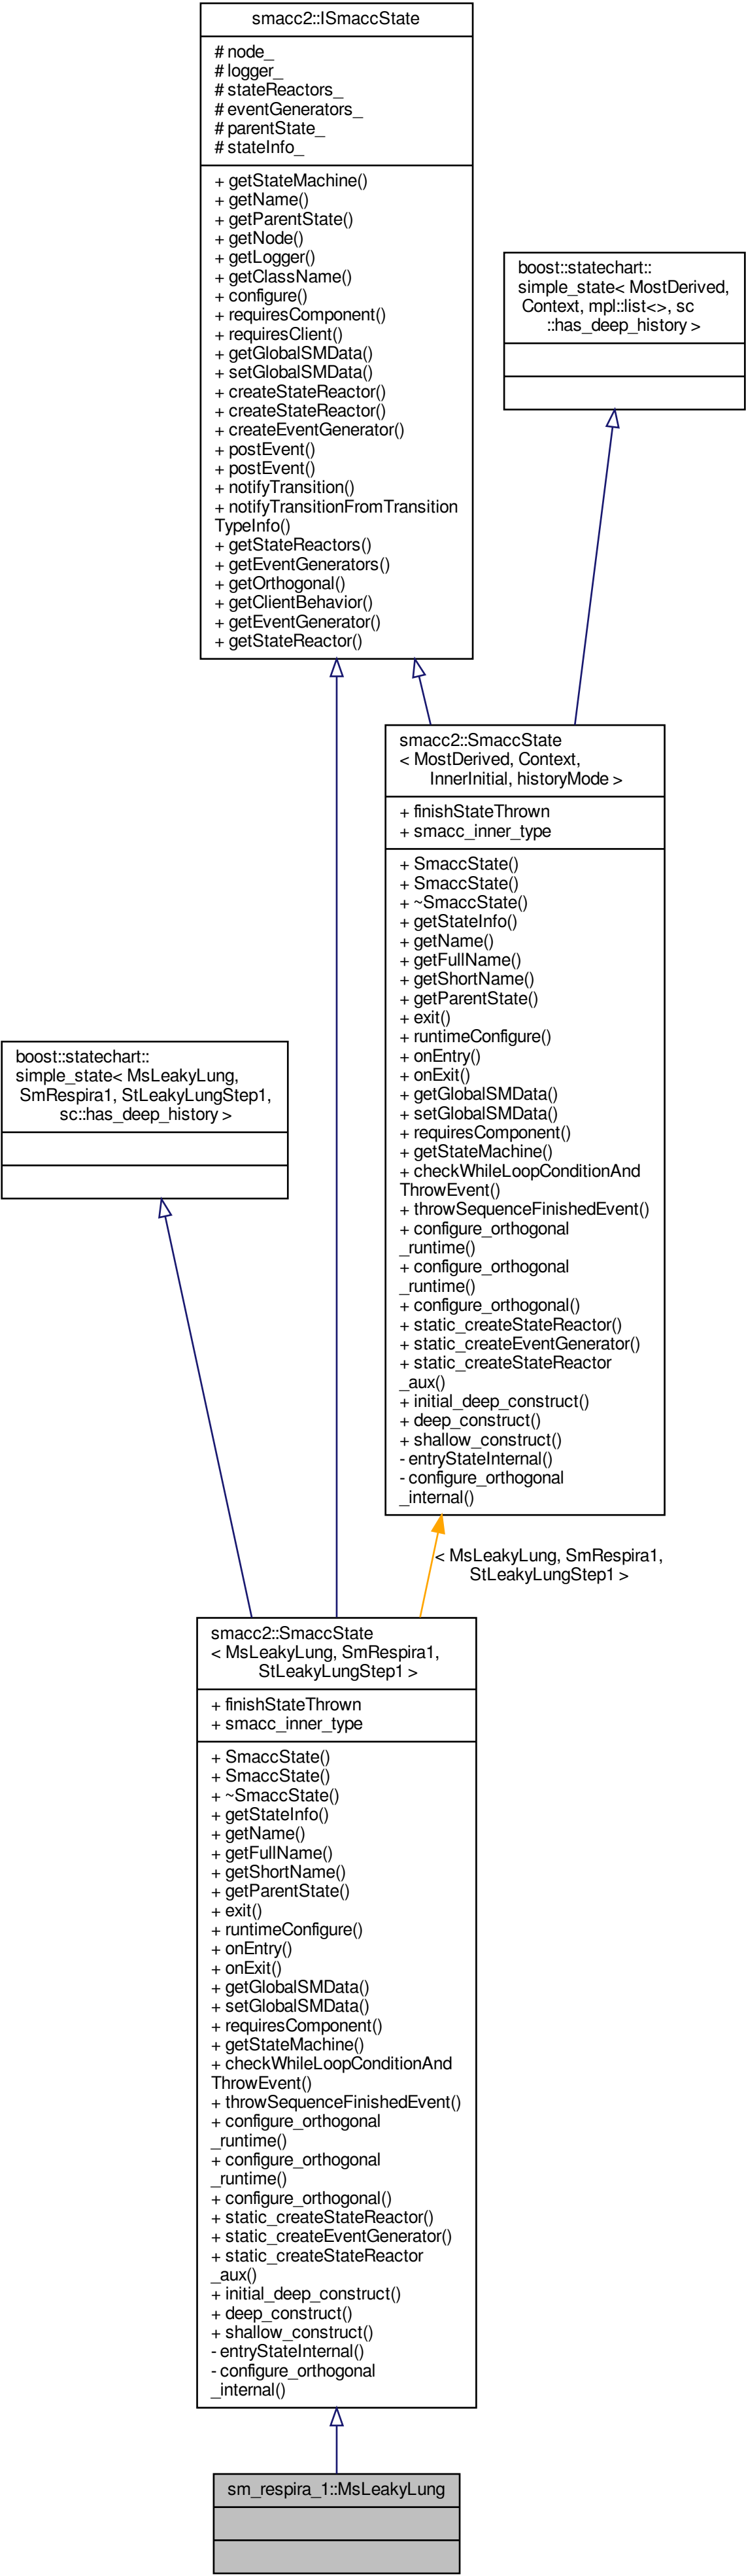 smacc2::ISmaccState
# node_
# logger_
# stateReactors_
# eventGenerators_
# parentState_
# stateInfo_
+ getStateMachine()
+ getName()
+ getParentState()
+ getNode()
+ getLogger()
+ getClassName()
+ configure()
+ requiresComponent()
+ requiresClient()
+ getGlobalSMData()
+ setGlobalSMData()
+ createStateReactor()
+ createStateReactor()
+ createEventGenerator()
+ postEvent()
+ postEvent()
+ notifyTransition()
+ notifyTransitionFromTransition
TypeInfo()
+ getStateReactors()
+ getEventGenerators()
+ getOrthogonal()
+ getClientBehavior()
+ getEventGenerator()
+ getStateReactor()
boost::statechart::
simple_state< MostDerived,
Context, mpl::list<>, sc
::has_deep_history >
smacc2::SmaccState
< MostDerived, Context,
InnerInitial, historyMode >
+ finishStateThrown
+ smacc_inner_type
+ SmaccState()
+ SmaccState()
+ ~SmaccState()
+ getStateInfo()
+ getName()
+ getFullName()
+ getShortName()
+ getParentState()
+ exit()
+ runtimeConfigure()
+ onEntry()
+ onExit()
+ getGlobalSMData()
+ setGlobalSMData()
+ requiresComponent()
+ getStateMachine()
+ checkWhileLoopConditionAnd
ThrowEvent()
+ throwSequenceFinishedEvent()
+ configure_orthogonal
_runtime()
+ configure_orthogonal
_runtime()
+ configure_orthogonal()
+ static_createStateReactor()
+ static_createEventGenerator()
+ static_createStateReactor
_aux()
+ initial_deep_construct()
+ deep_construct()
+ shallow_construct()
- entryStateInternal()
- configure_orthogonal
_internal()
boost::statechart::
simple_state< MsLeakyLung,
SmRespira1, StLeakyLungStep1,
sc::has_deep_history >
< MsLeakyLung, SmRespira1,
StLeakyLungStep1 >
smacc2::SmaccState
< MsLeakyLung, SmRespira1,
StLeakyLungStep1 >
+ finishStateThrown
+ smacc_inner_type
+ SmaccState()
+ SmaccState()
+ ~SmaccState()
+ getStateInfo()
+ getName()
+ getFullName()
+ getShortName()
+ getParentState()
+ exit()
+ runtimeConfigure()
+ onEntry()
+ onExit()
+ getGlobalSMData()
+ setGlobalSMData()
+ requiresComponent()
+ getStateMachine()
+ checkWhileLoopConditionAnd
ThrowEvent()
+ throwSequenceFinishedEvent()
+ configure_orthogonal
_runtime()
+ configure_orthogonal
_runtime()
+ configure_orthogonal()
+ static_createStateReactor()
+ static_createEventGenerator()
+ static_createStateReactor
_aux()
+ initial_deep_construct()
+ deep_construct()
+ shallow_construct()
- entryStateInternal()
- configure_orthogonal
_internal()
sm_respira_1::MsLeakyLung